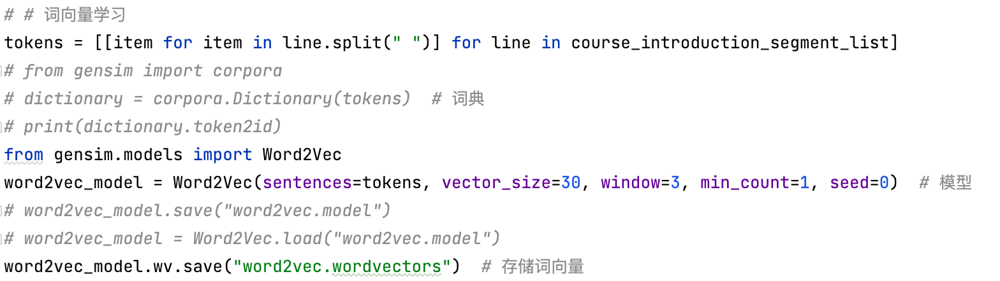 # # 词向量学习
tokens = [[item for item in line.split(" ")] for line in course_introduction_segment_list]
# from gensim import corpora
# dictionary = corpora.Dictionary(tokens)  # 词典
# print(dictionary.token2id)
from gensim.models import Word2Vec
word2vec_model = Word2Vec(sentences=tokens, vector_size=30, window=3, min_count=1, seed=0)  # 模型
# word2vec_model.save("word2vec.model")
# word2vec_model = Word2Vec.load("word2vec.model")
word2vec_model.wv.save("word2vec.wordvectors")  # 存储词向量